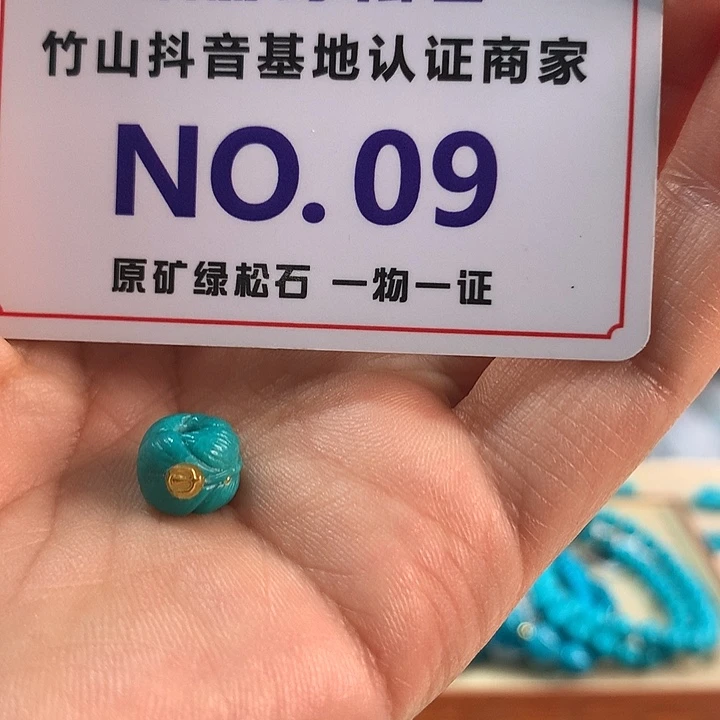 竹山抖音基地认证商家
NO.09
原矿绿松石 一物一证